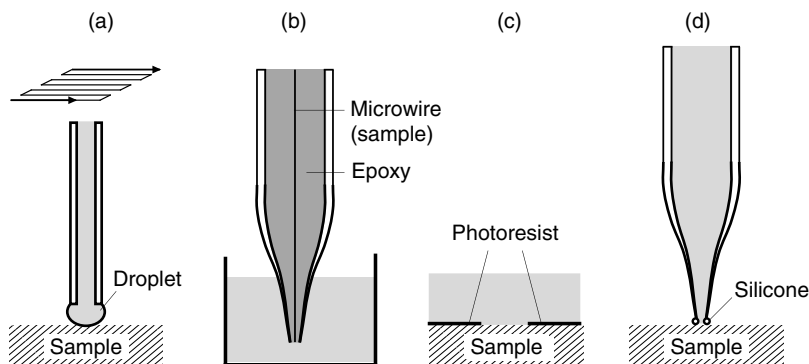 (a)
(b)
(c)
(d)
Microwire
(sample)
Epoxy
Photoresist
Droplet
Silicone
Sample
Sample
Sample